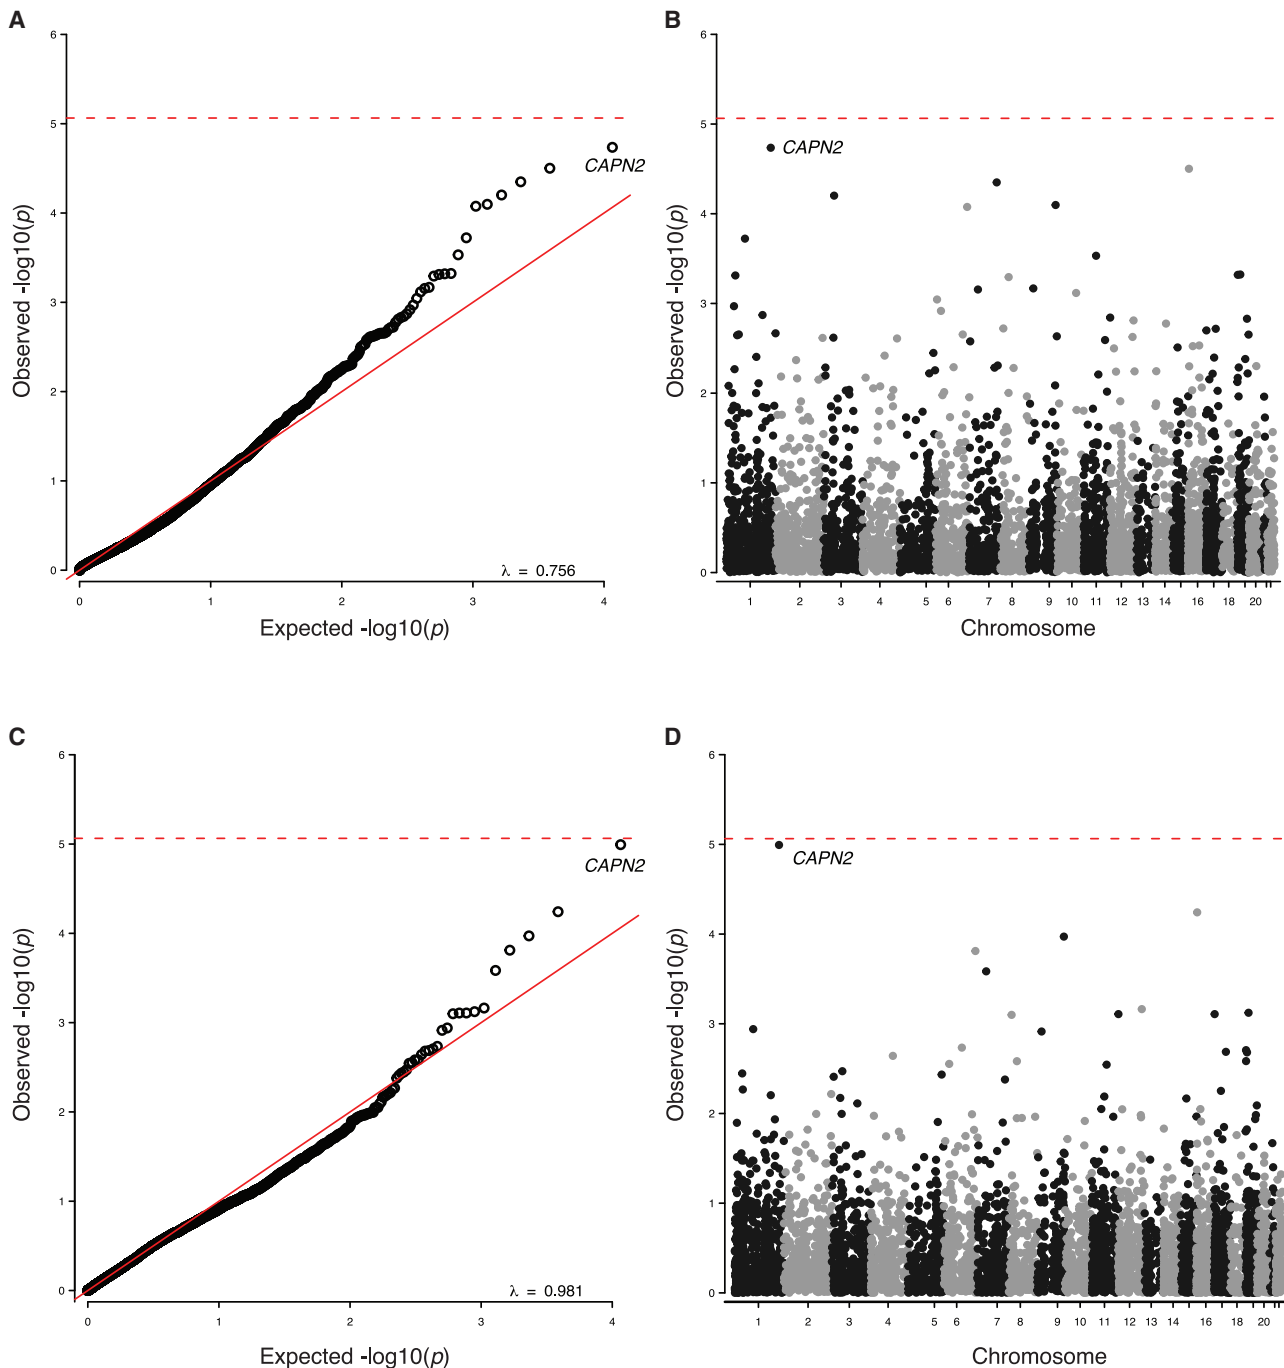 A
6
5
4
3
2
1
0
Observed -log10(p)
CAPN2
λ = 0.756
0 1 2 3 4
Expected -log10(p)
B
6
5
4
3
2
1
0
Observed -log10(p)
CAPN2
1 2 3 4 5 6 7 8 9 10 11 12 13 14 16 18 20
Chromosome
C
6
5
4
3
2
1
0
Observed -log10(p)
CAPN2
λ = 0.981
0 1 2 3 4
Expected -log10(p)
D
6
5
4
3
2
1
0
Observed -log10(p)
CAPN2
1 2 3 4 5 6 7 8 9 10 11 12 13 14 16 18 20
Chromosome